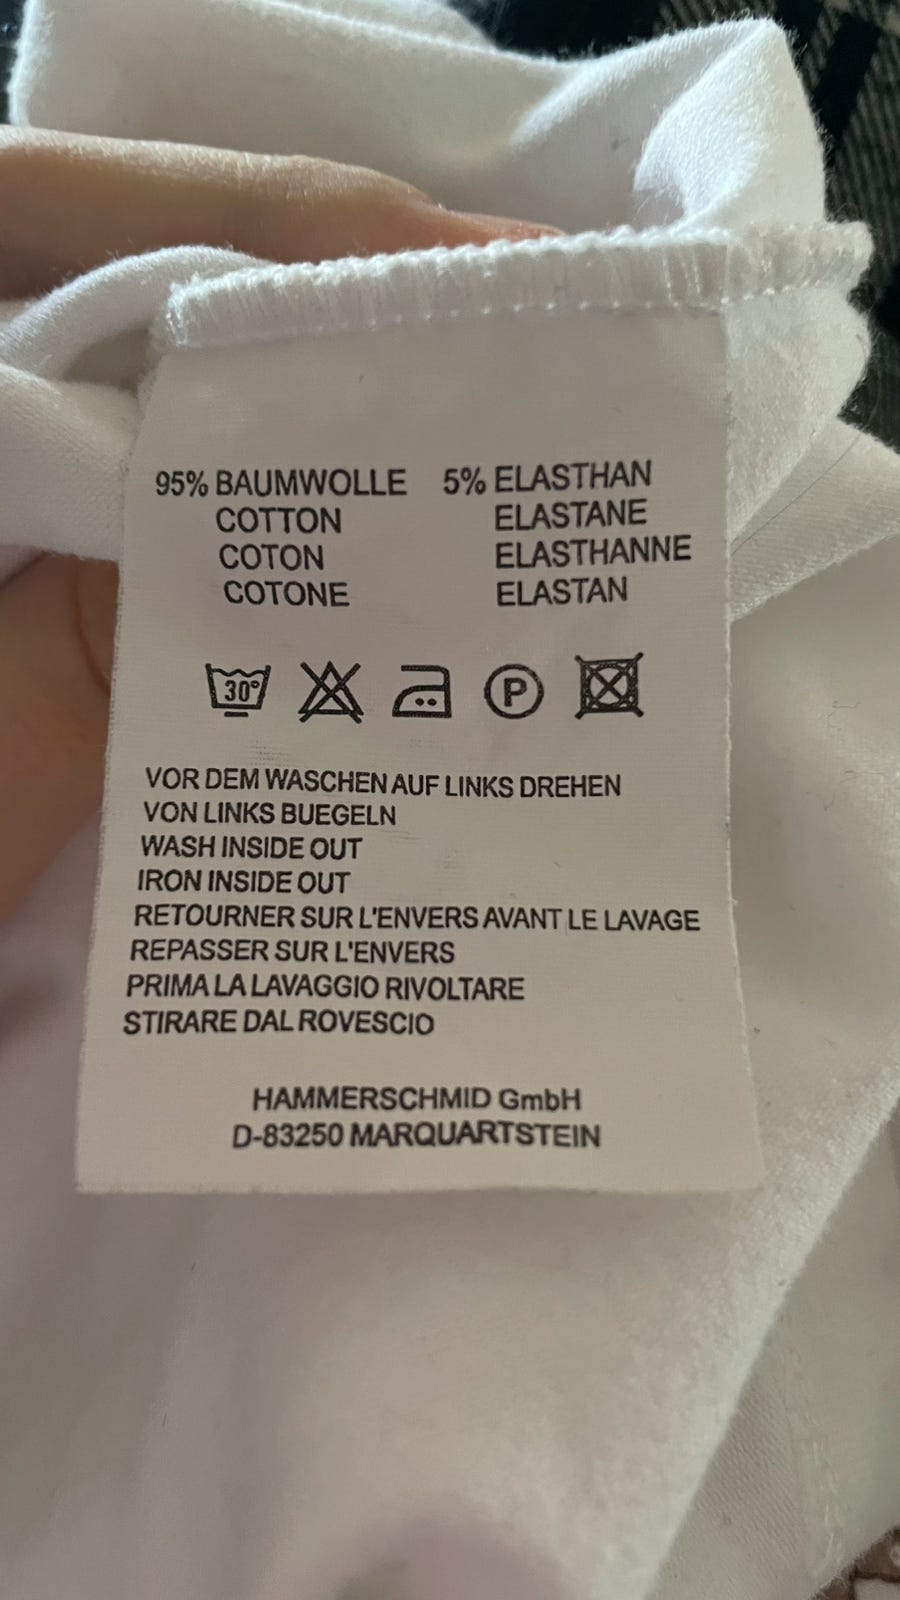 95% BAUMWOLLE 5% ELASTHAN
COTTON ELASTANE
COTON ELASTHANNE
COTONE ELASTAN
30° P
VOR DEM WASCHEN AUF LINKS DREHEN
VON LINKS BUEGELN
WASH INSIDE OUT
IRON INSIDE OUT
RETOURNER SUR L'ENVERS AVANT LE LAVAGE
REPASSER SUR L'ENVERS
PRIMA LA LAVAGGIO RIVOLTARE
STIRARE DAL ROVESCIO
HAMMERSCHMID GmbH
D-83250 MARQUARTSTEIN